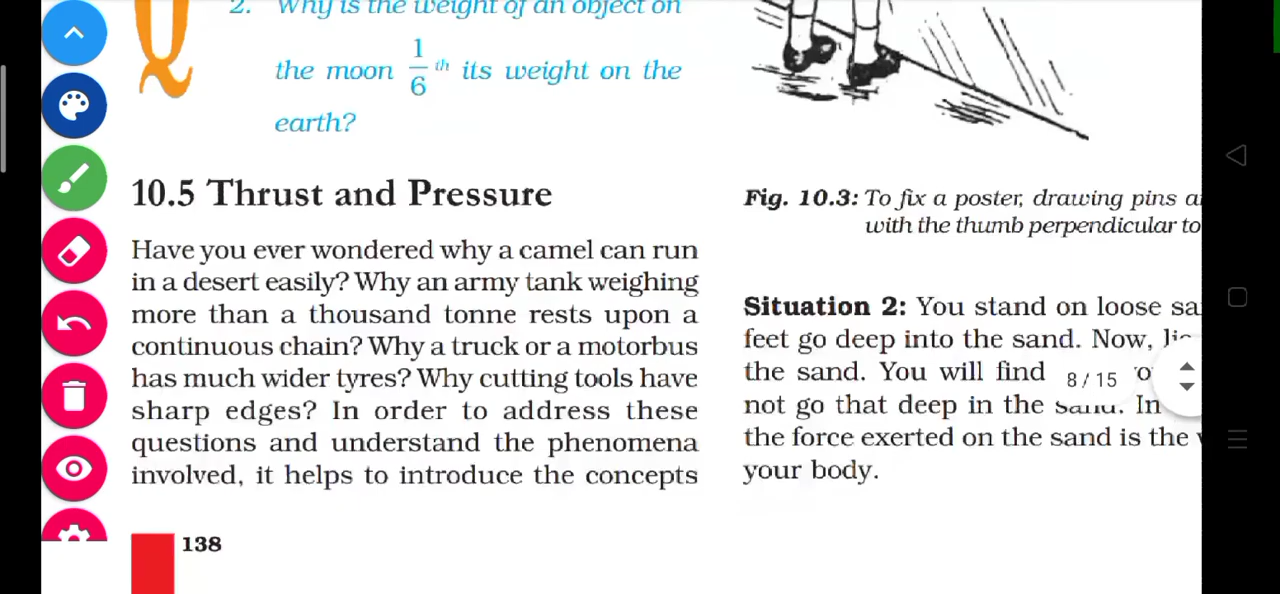 Q
2. Why is the weight of an object on
the moon 1/6 th its weight on the
earth?
10.5 Thrust and Pressure
Have you ever wondered why a camel can run
in a desert easily? Why an army tank weighing
more than a thousand tonne rests upon a
continuous chain? Why a truck or a motorbus
has much wider tyres? Why cutting tools have
sharp edges? In order to address these
questions and understand the phenomena
involved, it helps to introduce the concepts
138
Fig. 10.3: To fix a poster, drawing pins
with the thumb perpendicular to
Situation 2: You stand on loose
feet go deep into the sand. Now,
the sand. You will find
not go that deep in the sand. In
the force exerted on the sand is the
your body.
8 / 15